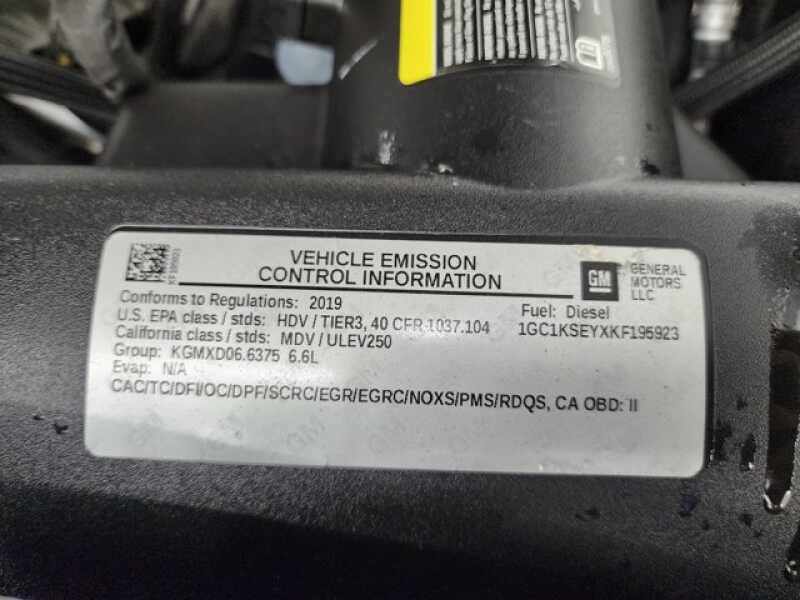 VEHICLE EMISSION
CONTROL INFORMATION
GM
GENERAL
MOTORS
LLC
Conforms to Regulations: 2019
Fuel: Diesel
U.S. EPA class / stds: HDV / TIER3, 40 CFR 1037.104
1GC1KSEYXKF195923
California class / stds: MDV / ULEV250
Group: KGMXD06.6375 6.6L
Evap: N/A
CAC/TC/DFI/OC/DPF/SCRC/EGR/EGRC/NOXS/PMS/RDQS, CA OBD: II